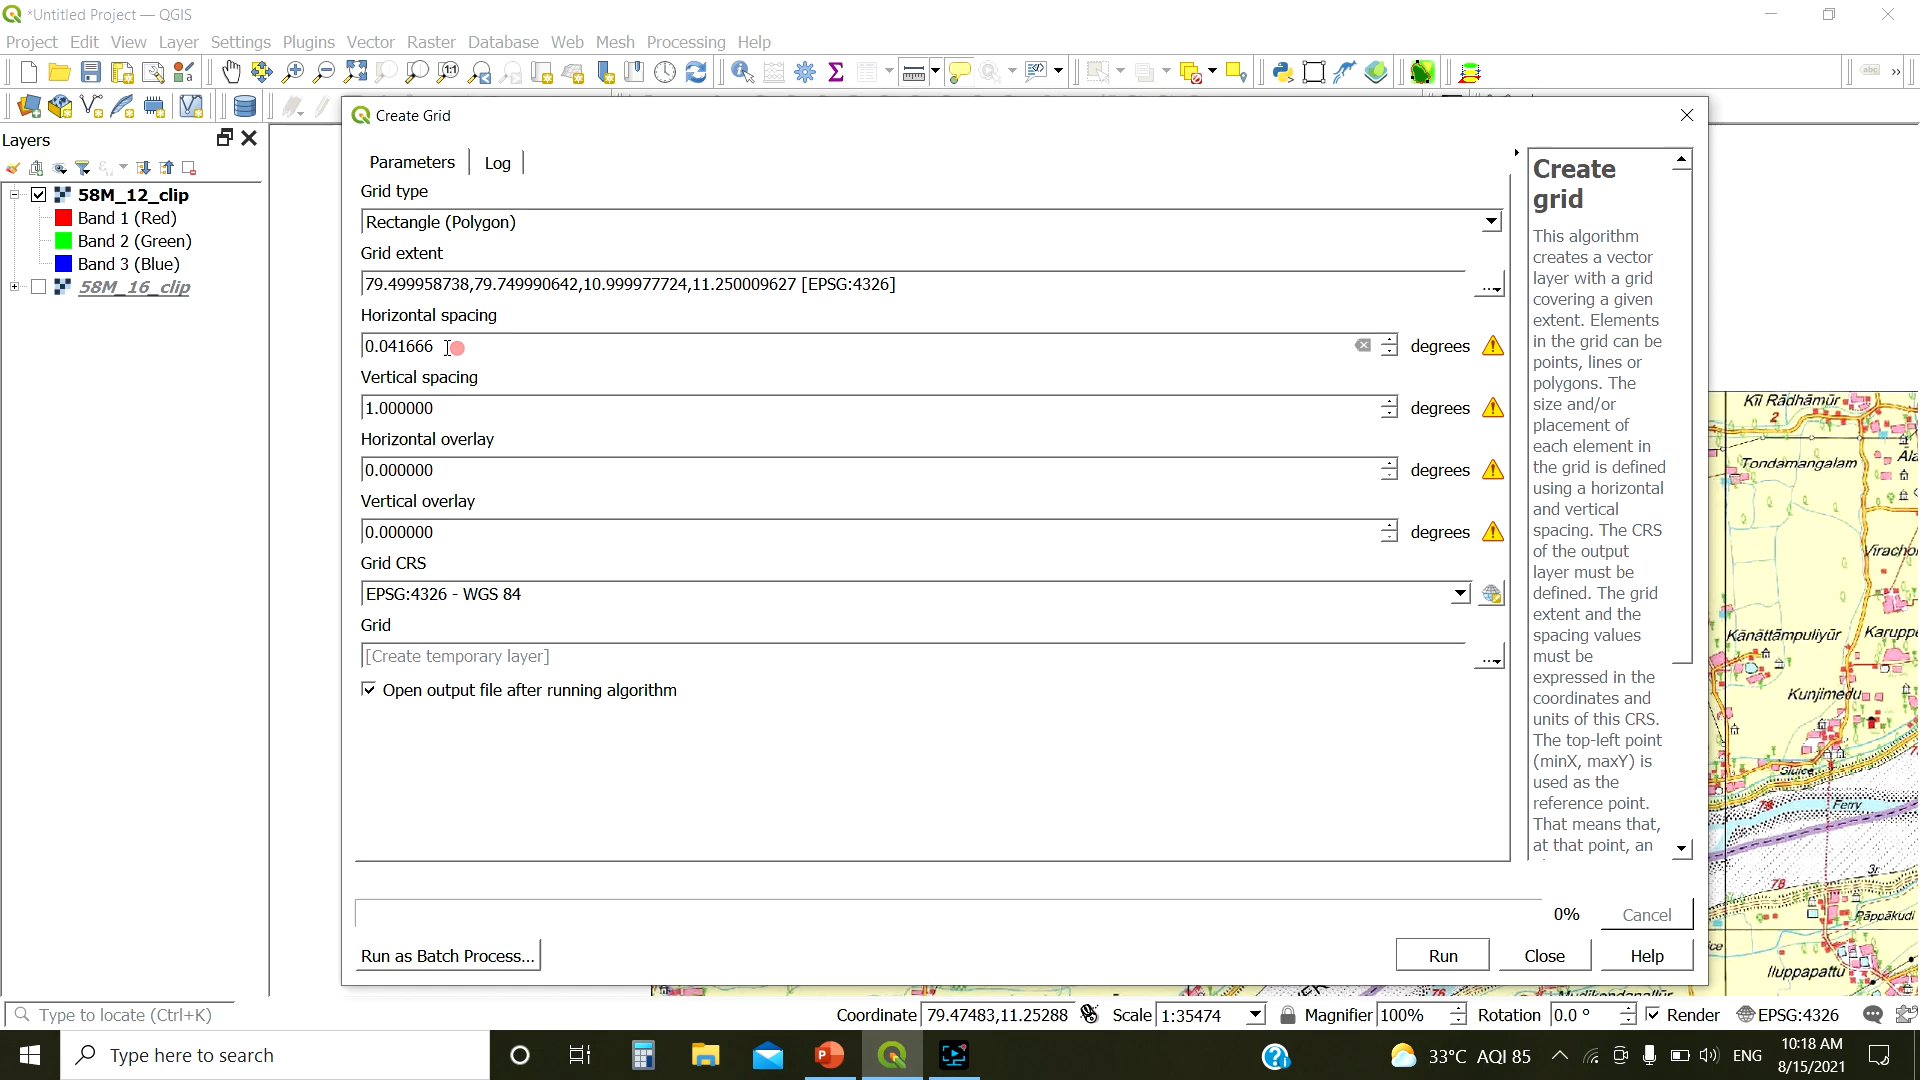 *Untitled Project — QGIS
Project Edit View Layer Settings Plugins Vector Raster Database Web Mesh Processing Help
Layers
58M_12_clip
Band 1 (Red)
Band 2 (Green)
Band 3 (Blue)
58M_16_clip
Create Grid
Parameters Log
Grid type
Rectangle (Polygon)
Grid extent
79.499958738,79.749990642,10.999977724,11.250009627 [EPSG:4326]
Horizontal spacing
0.041666 degrees
Vertical spacing
1.000000 degrees
Horizontal overlay
0.000000 degrees
Vertical overlay
0.000000 degrees
Grid CRS
EPSG:4326 - WGS 84
Grid
[Create temporary layer]
Open output file after running algorithm
Create
grid
This algorithm
creates a vector
layer with a grid
covering a given
extent. Elements
in the grid can be
points, lines or
polygons. The
size and/or
placement of
each element in
the grid is defined
using a horizontal
and vertical
spacing. The CRS
of the output
layer must be
defined. The grid
extent and the
spacing values
must be
expressed in the
coordinates and
units of this CRS.
The top-left point
(minX, maxY) is
used as the
reference point.
That means that,
at that point, an
0% Cancel
Run as Batch Process... Run Close Help
Kīl Rādhāmūr
2
Tondamangalam
Kānāttāmpuliyūr
Kunjimedu
Sluice
Ferry
78
Pāppākudi
Iluppapattu
76
Type to locate (Ctrl+K) Coordinate 79.47483,11.25288 Scale 1:35474 Magnifier 100% Rotation 0.0 ° Render EPSG:4326
Type here to search 33°C AQI 85 ENG 10:18 AM
8/15/2021